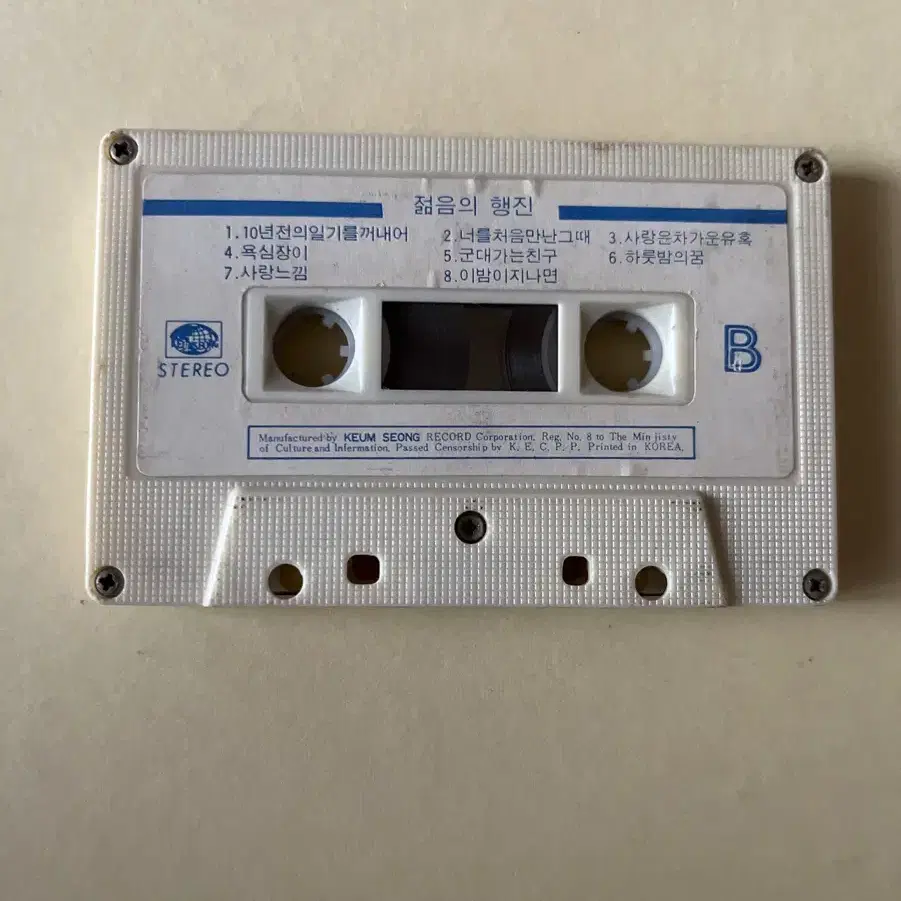 젊음의 행진
1.10년전의일기를꺼내어 2.너를처음만난그때 3.사랑은차가운유혹
4.욕심장이 5.군대가는친구 6.하룻밤의꿈
7.사랑느낌 8.이밤이지나면
STEREO
B
Manufactured by KEUM SEONG RECORD Corporation, Reg, No, 8 to The Min jisty
of Culture and Information, Passed Censorship by K, E, C, P, P, Printed in KOREA,